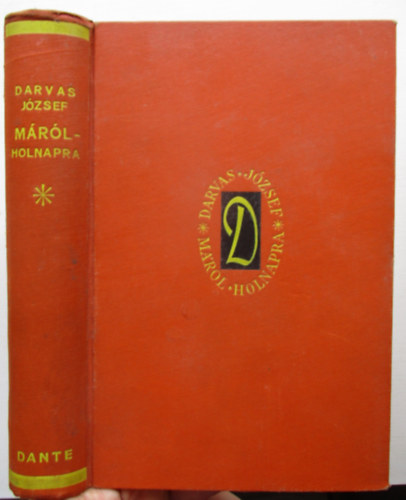 DARVAS
JÓZSEF
MÁRÓL-
HOLNAPRA
DANTE
DARVAS · JÓZSEF
MÁROL · HOLNAPRA
D